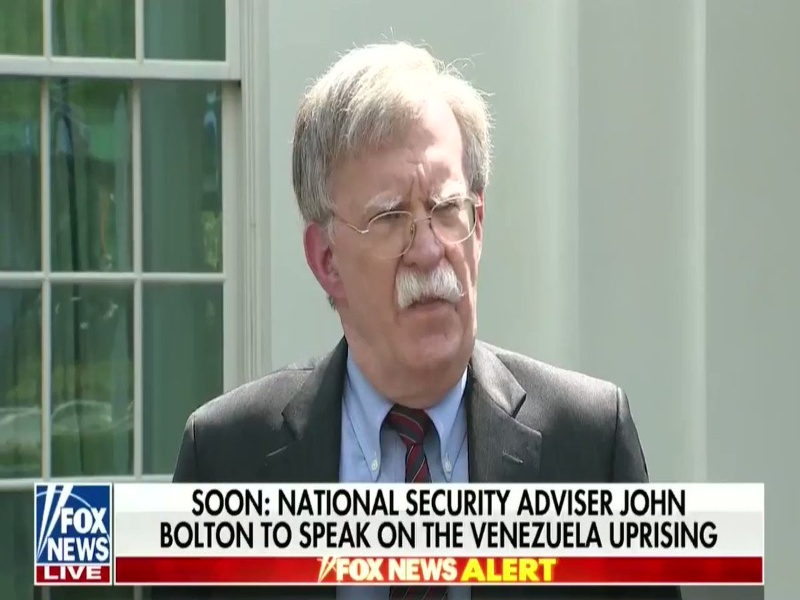 SOON: NATIONAL SECURITY ADVISER JOHN
BOLTON TO SPEAK ON THE VENEZUELA UPRISING
FOX
NEWS
LIVE
FOX NEWS ALERT